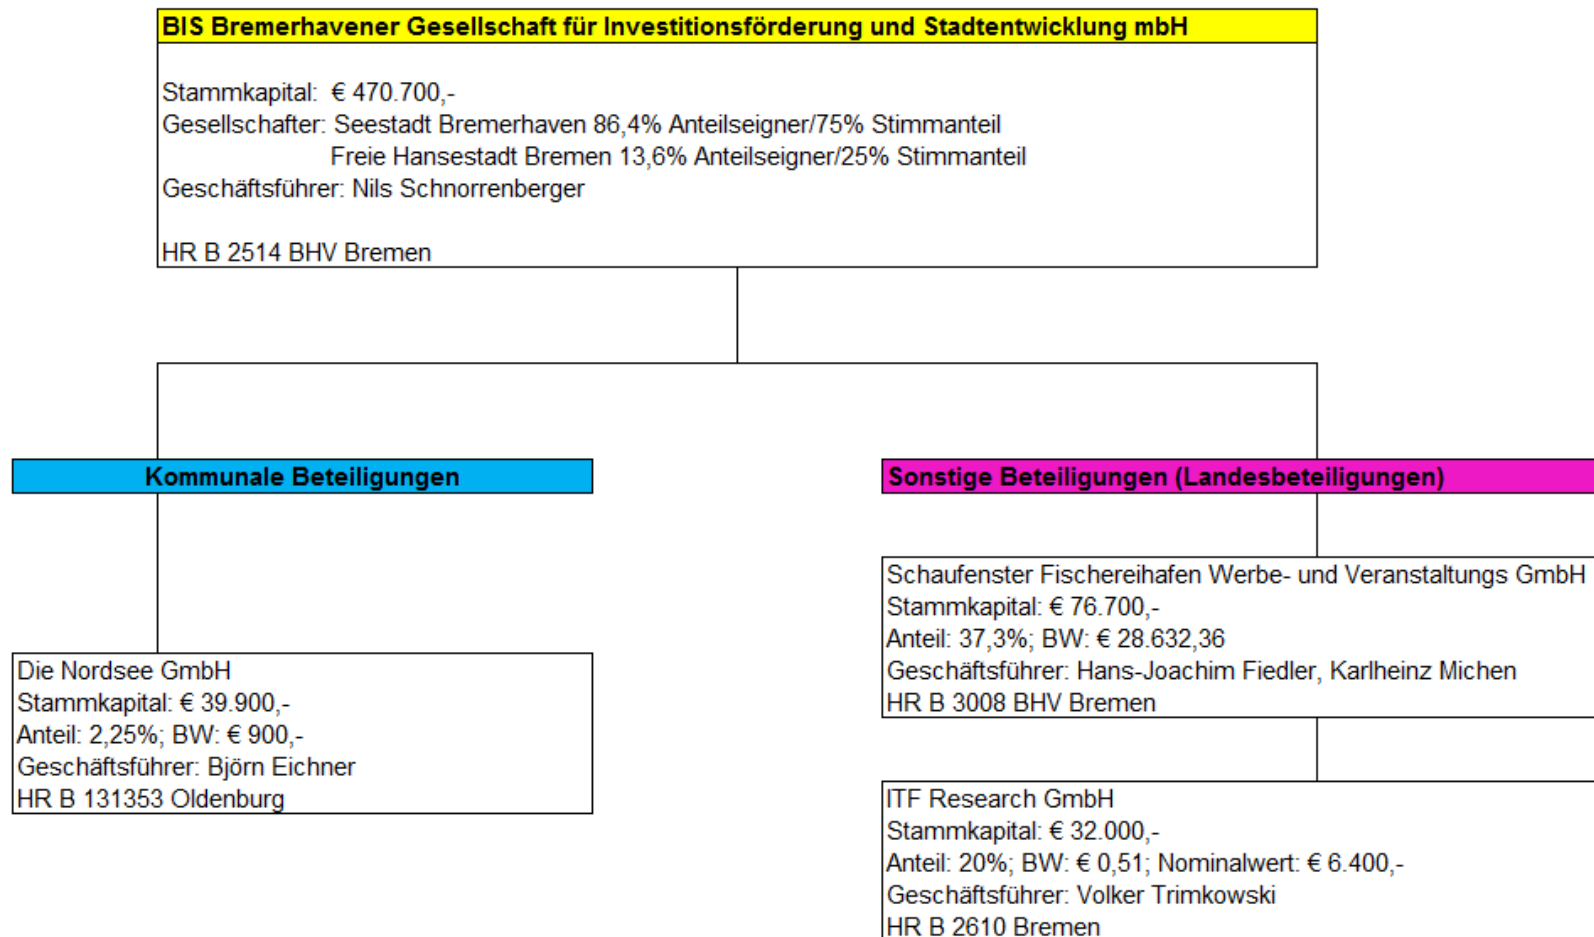 BIS Bremerhavener Gesellschaft für Investitionsförderung und Stadtentwicklung mbH
Stammkapital: € 470.700,-
Gesellschafter: Seestadt Bremerhaven 86,4% Anteilseigner/75% Stimmanteil
Freie Hansestadt Bremen 13,6% Anteilseigner/25% Stimmanteil
Geschäftsführer: Nils Schnorrenberger
HR B 2514 BHV Bremen
Kommunale Beteiligungen
Die Nordsee GmbH
Stammkapital: € 39.900,-
Anteil: 2,25%; BW: € 900,-
Geschäftsführer: Björn Eichner
HR B 131353 Oldenburg
Sonstige Beteiligungen (Landesbeteiligungen)
Schaufenster Fischereihafen Werbe- und Veranstaltungs GmbH
Stammkapital: € 76.700,-
Anteil: 37,3%; BW: € 28.632,36
Geschäftsführer: Hans-Joachim Fiedler, Karlheinz Michen
HR B 3008 BHV Bremen
ITF Research GmbH
Stammkapital: € 32.000,-
Anteil: 20%; BW: € 0,51; Nominalwert: € 6.400,-
Geschäftsführer: Volker Trimkowski
HR B 2610 Bremen